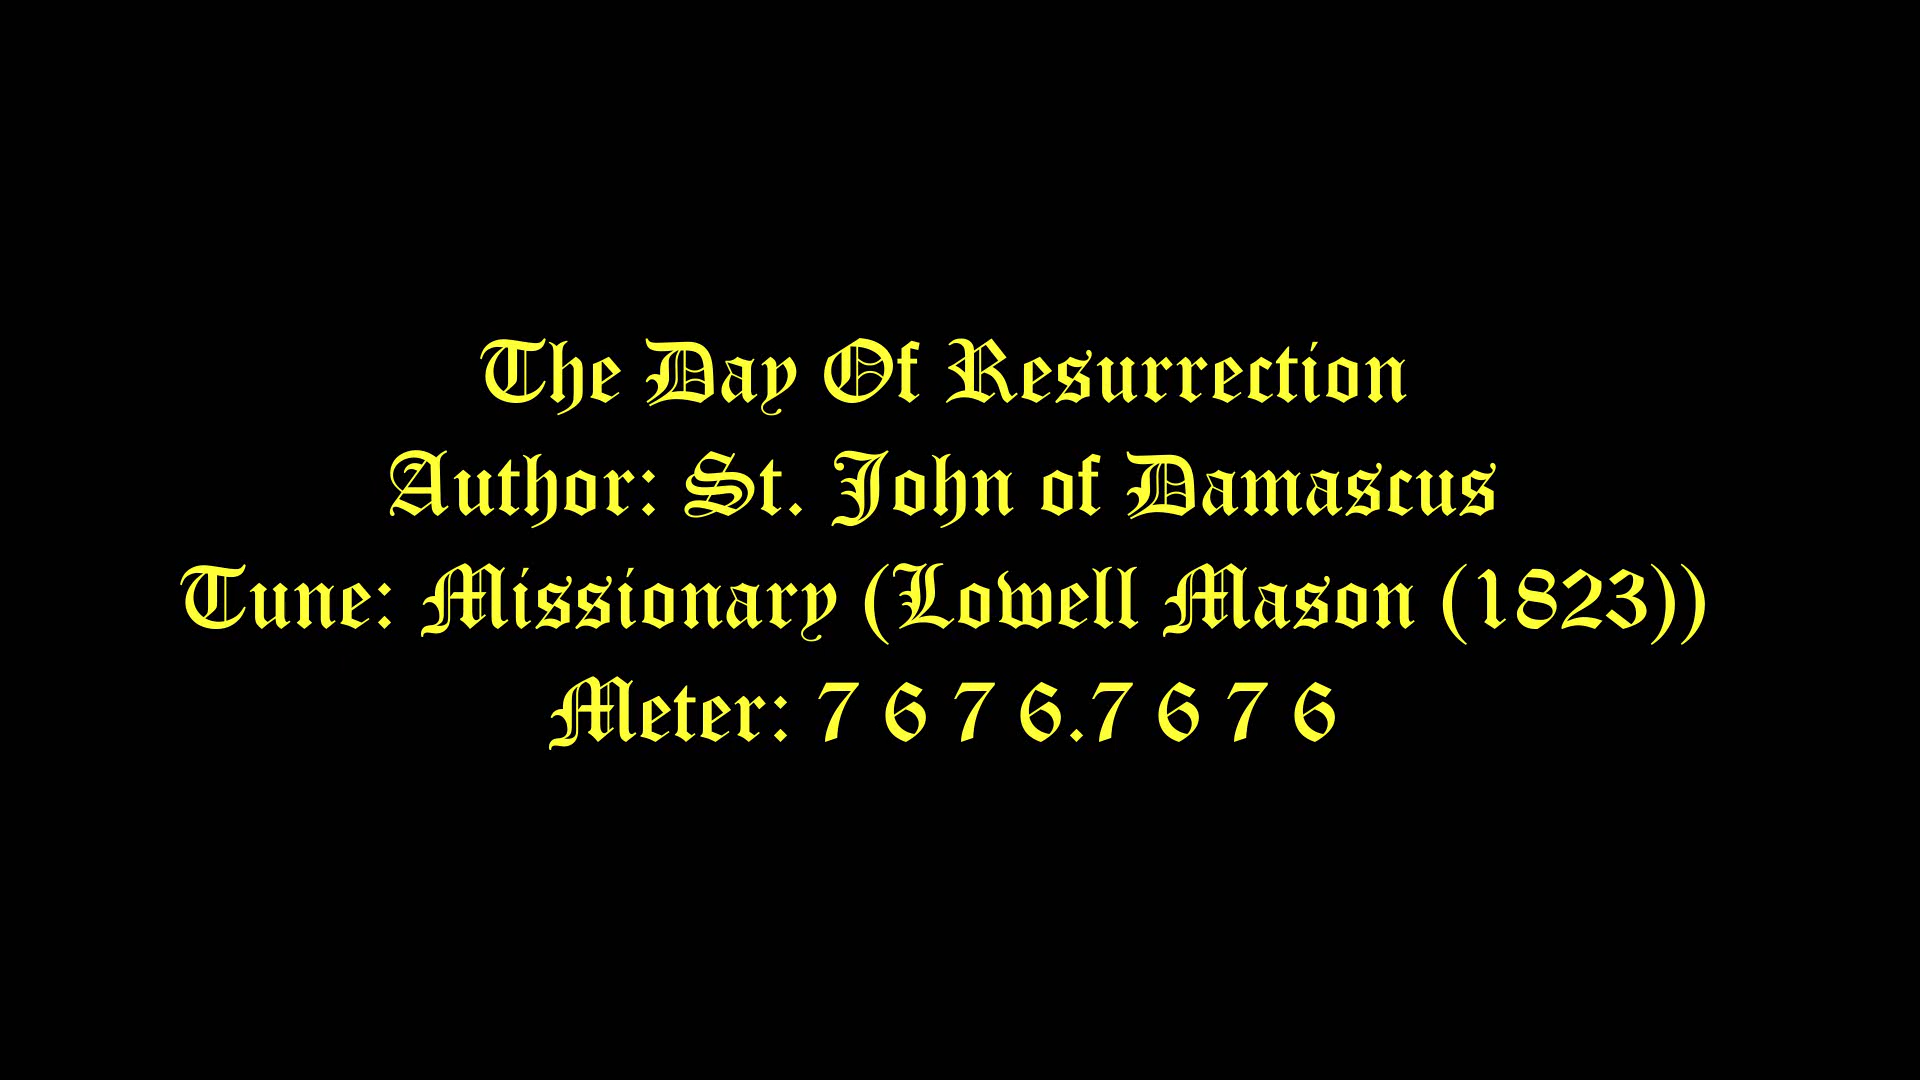 The Day Of Resurrection
Author: St. John of Damascus
Tune: Missionary (Lowell Mason (1823))
Meter: 7 6 7 6.7 6 7 6